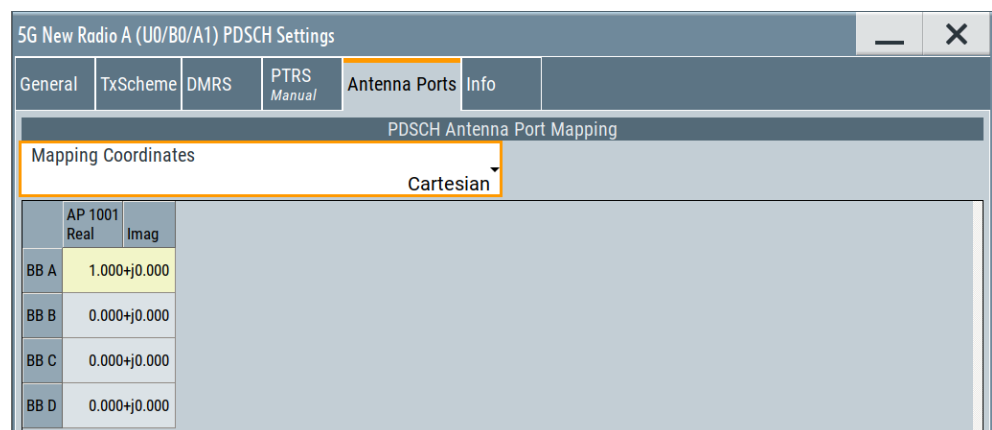 5G New Radio A (U0/B0/A1) PDSCH Settings
General TxScheme DMRS PTRS Manual Antenna Ports Info
PDSCH Antenna Port Mapping
Mapping Coordinates
Cartesian
AP 1001
Real Imag
BB A 1.000+j0.000
BB B 0.000+j0.000
BB C 0.000+j0.000
BB D 0.000+j0.000